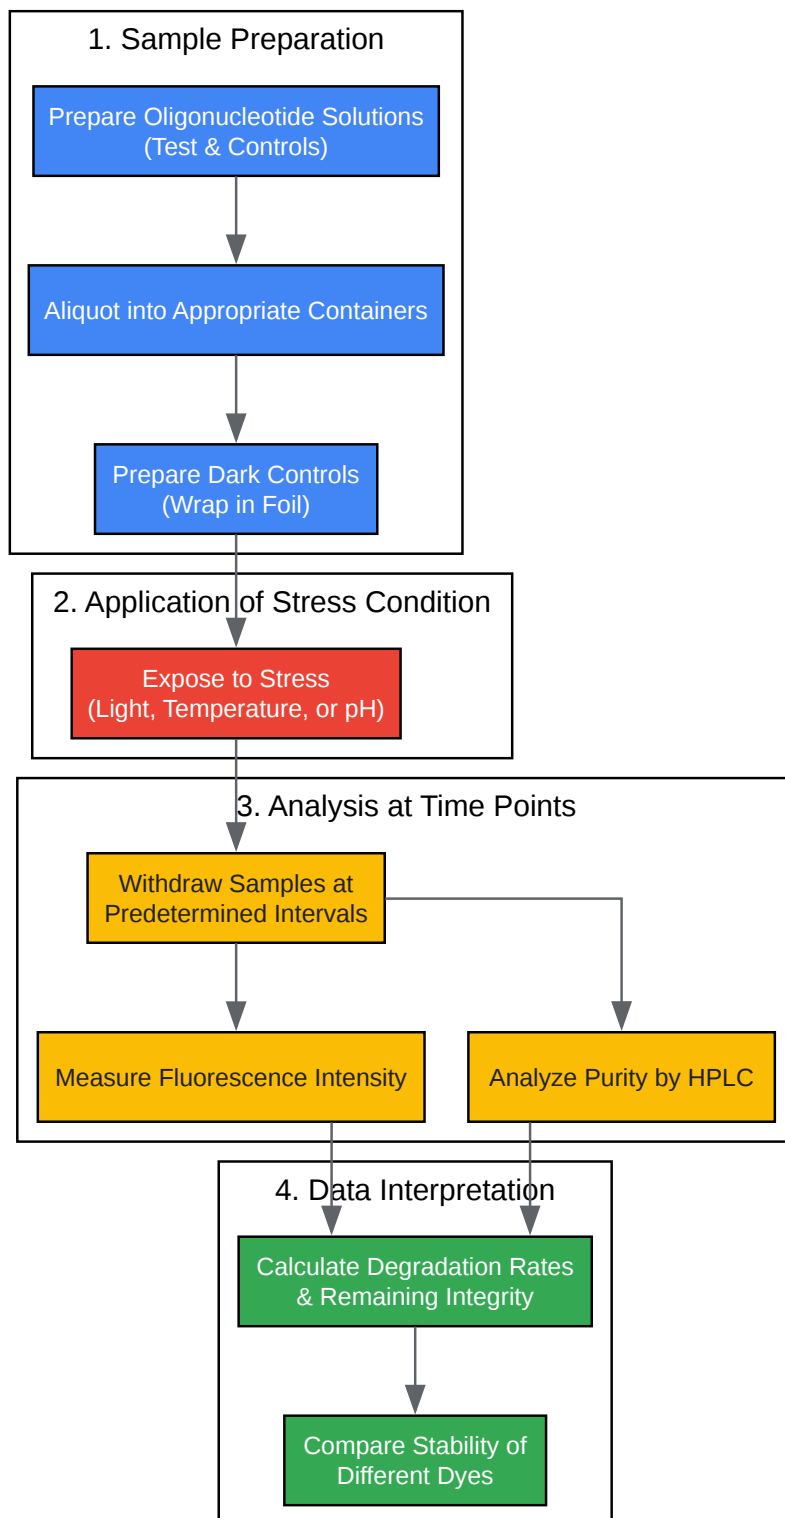 1. Sample Preparation
Prepare Oligonucleotide Solutions
(Test & Controls)
Aliquot into Appropriate Containers
Prepare Dark Controls
(Wrap in Foil)
2. Application of Stress Condition
Expose to Stress
(Light, Temperature, or pH)
3. Analysis at Time Points
Withdraw Samples at
Predetermined Intervals
Measure Fluorescence Intensity
Analyze Purity by HPLC
4. Data Interpretation
Calculate Degradation Rates
& Remaining Integrity
Compare Stability of
Different Dyes